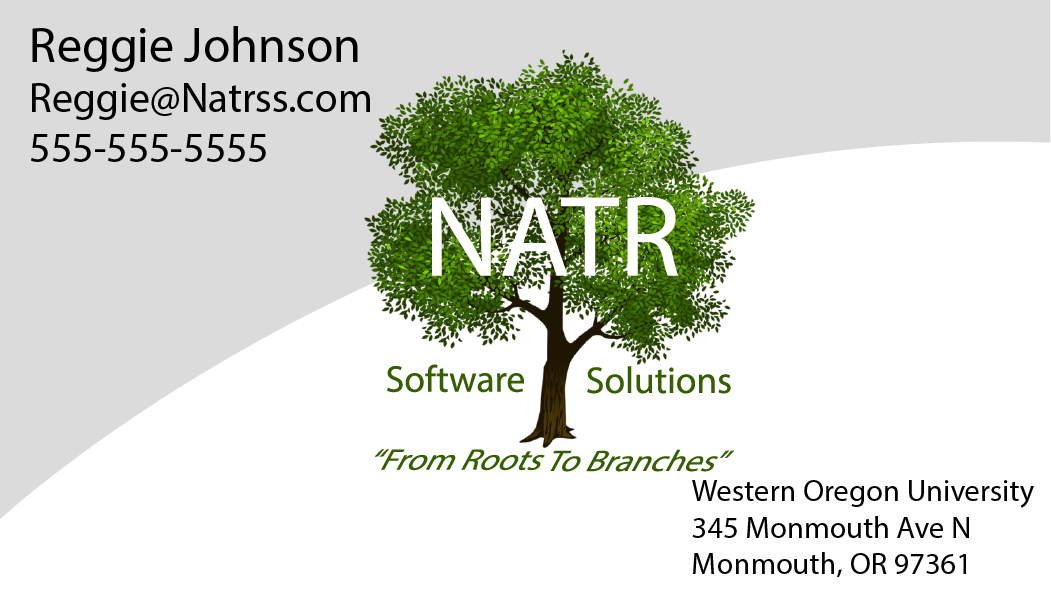 Reggie Johnson
Reggie@Natrss.com
555-555-5555
NATR
Software Solutions
“From Roots To Branches”
Western Oregon University
345 Monmouth Ave N
Monmouth, OR 97361